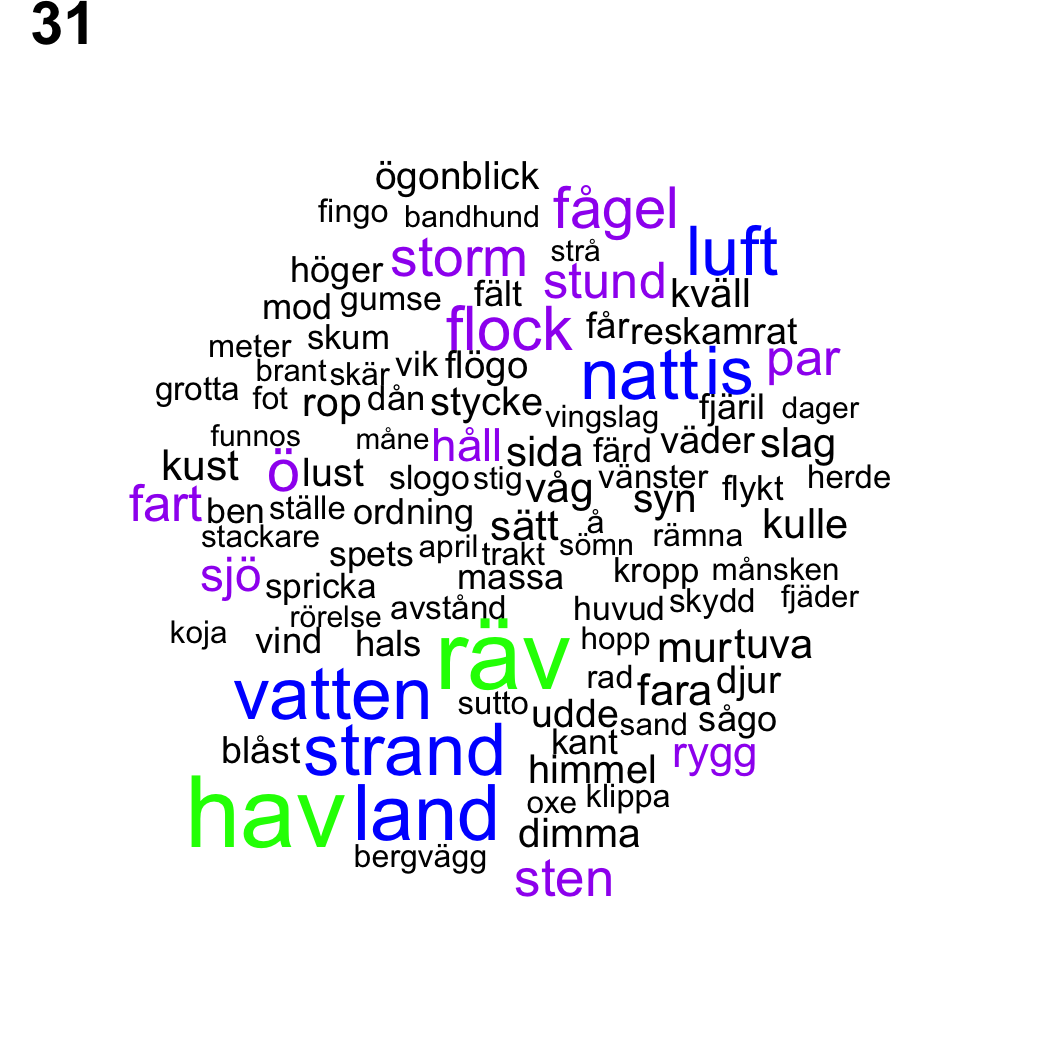 31
ögonblick
fingo bandhund fågel
storm strå luft
höger stund kväll
mod gumse fält
flock får reskamrat
meter skum
brant skär vik flögo natt is par
grotta fot rop dån stycke vingslag fjäril dager
funnos måne håll sida färd väder slag
kust ö lust slogo stig våg vänster syn flykt herde
fart ben ställe ordning sätt å kulle
stackare spets april trakt sömn rämna
sjö spricka massa kropp månsken
rörelse avstånd huvud skydd fjäder
koja vind hals räv hopp mur tuva
vatten sutto rad fara djur
udde sand sågo
blåst strand kant rygg
himmel
hav land oxe klippa
dimma
bergvägg
sten